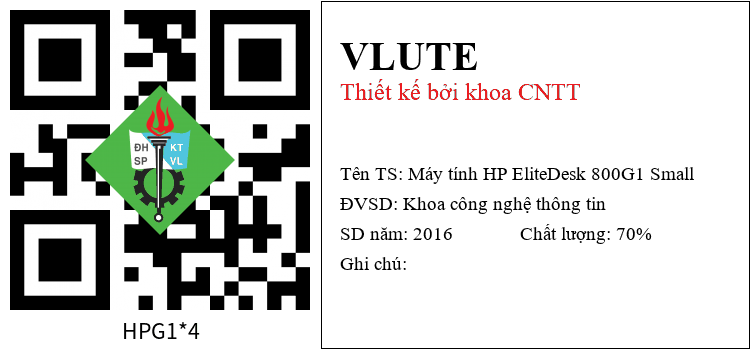 ĐH
SP
KT
VL
HPG1*4
VLUTE
Thiết kế bởi khoa CNTT
Tên TS: Máy tính HP EliteDesk 800G1 Small
ĐVSD: Khoa công nghệ thông tin
SD năm: 2016 Chất lượng: 70%
Ghi chú: